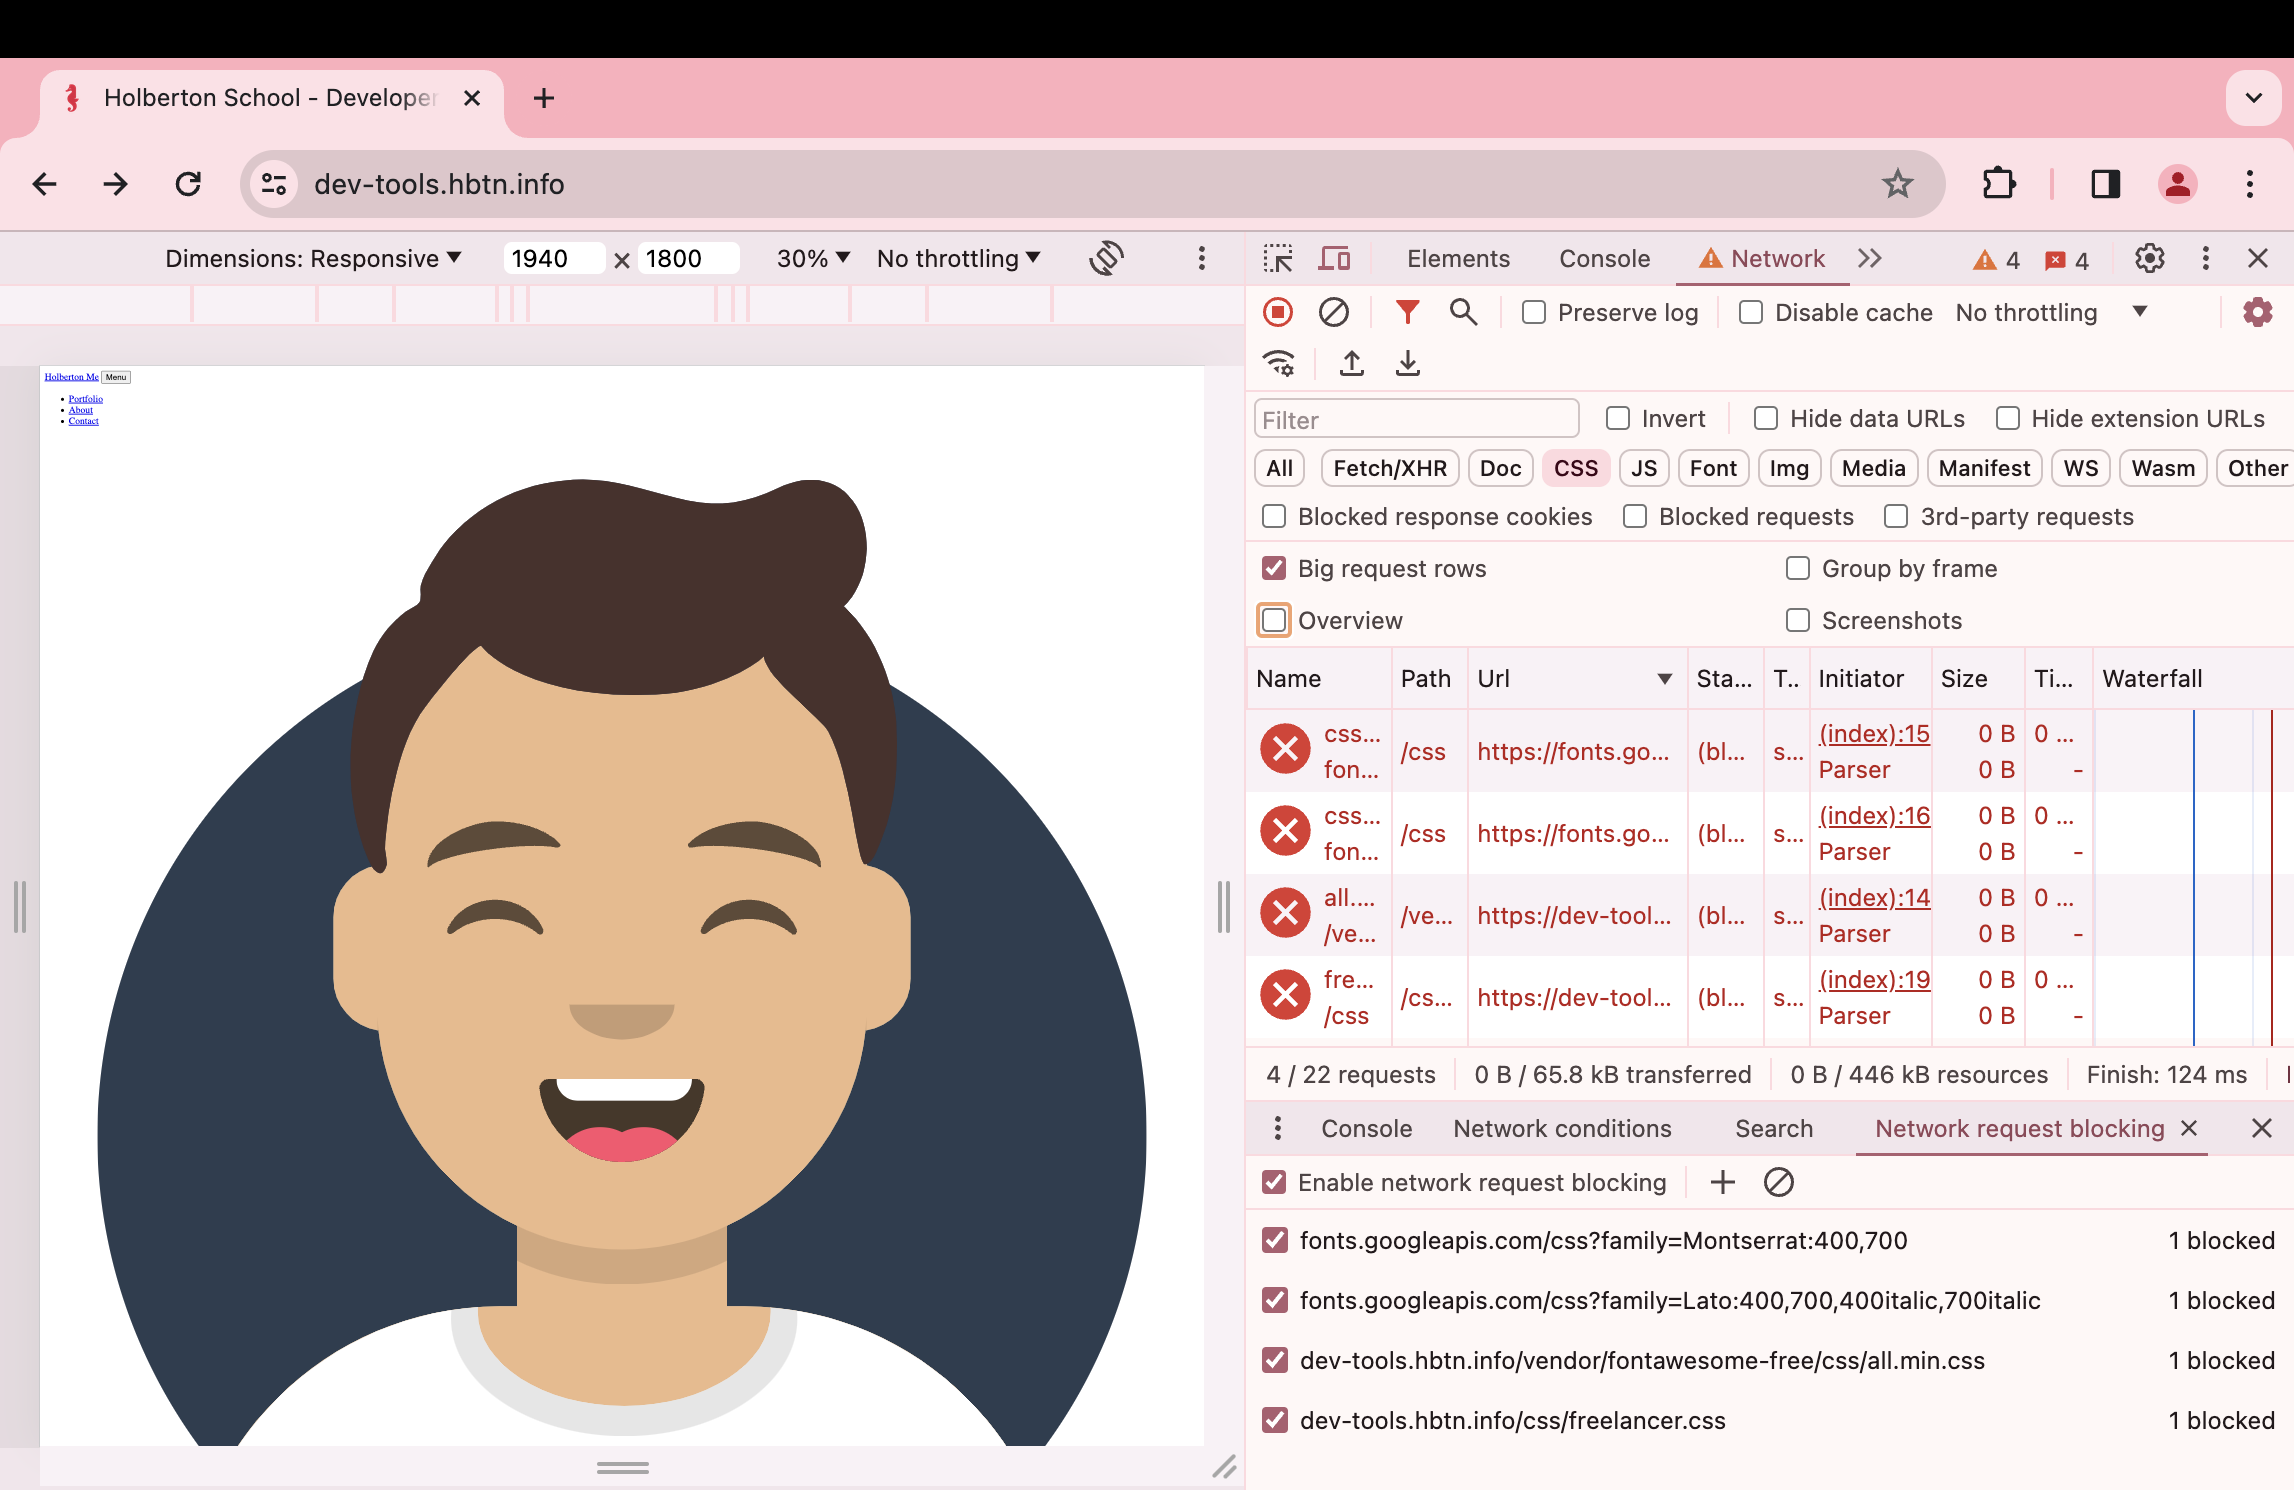 Holberton School - Developer
dev-tools.hbtn.info
Dimensions: Responsive 1940 × 1800 30% No throttling
Holberton Me Menu
Portfolio
About
Contact
Elements Console Network 4 4
Preserve log Disable cache No throttling
Filter Invert Hide data URLs Hide extension URLs
All Fetch/XHR Doc CSS JS Font Img Media Manifest WS Wasm Other
Blocked response cookies Blocked requests 3rd-party requests
Big request rows Group by frame
Overview Screenshots
Name Path Url Sta... T.. Initiator Size Ti... Waterfall
css... /css https://fonts.go... (bl... s... (index):15 0 B 0 ...
fon... Parser 0 B -
css... /css https://fonts.go... (bl... s... (index):16 0 B 0 ...
fon... Parser 0 B -
all.... /ve... https://dev-tool... (bl... s... (index):14 0 B 0 ...
/ve... Parser 0 B -
fre... /cs... https://dev-tool... (bl... s... (index):19 0 B 0 ...
/css Parser 0 B -
4 / 22 requests 0 B / 65.8 kB transferred 0 B / 446 kB resources Finish: 124 ms
Console Network conditions Search Network request blocking
Enable network request blocking
fonts.googleapis.com/css?family=Montserrat:400,700 1 blocked
fonts.googleapis.com/css?family=Lato:400,700,400italic,700italic 1 blocked
dev-tools.hbtn.info/vendor/fontawesome-free/css/all.min.css 1 blocked
dev-tools.hbtn.info/css/freelancer.css 1 blocked